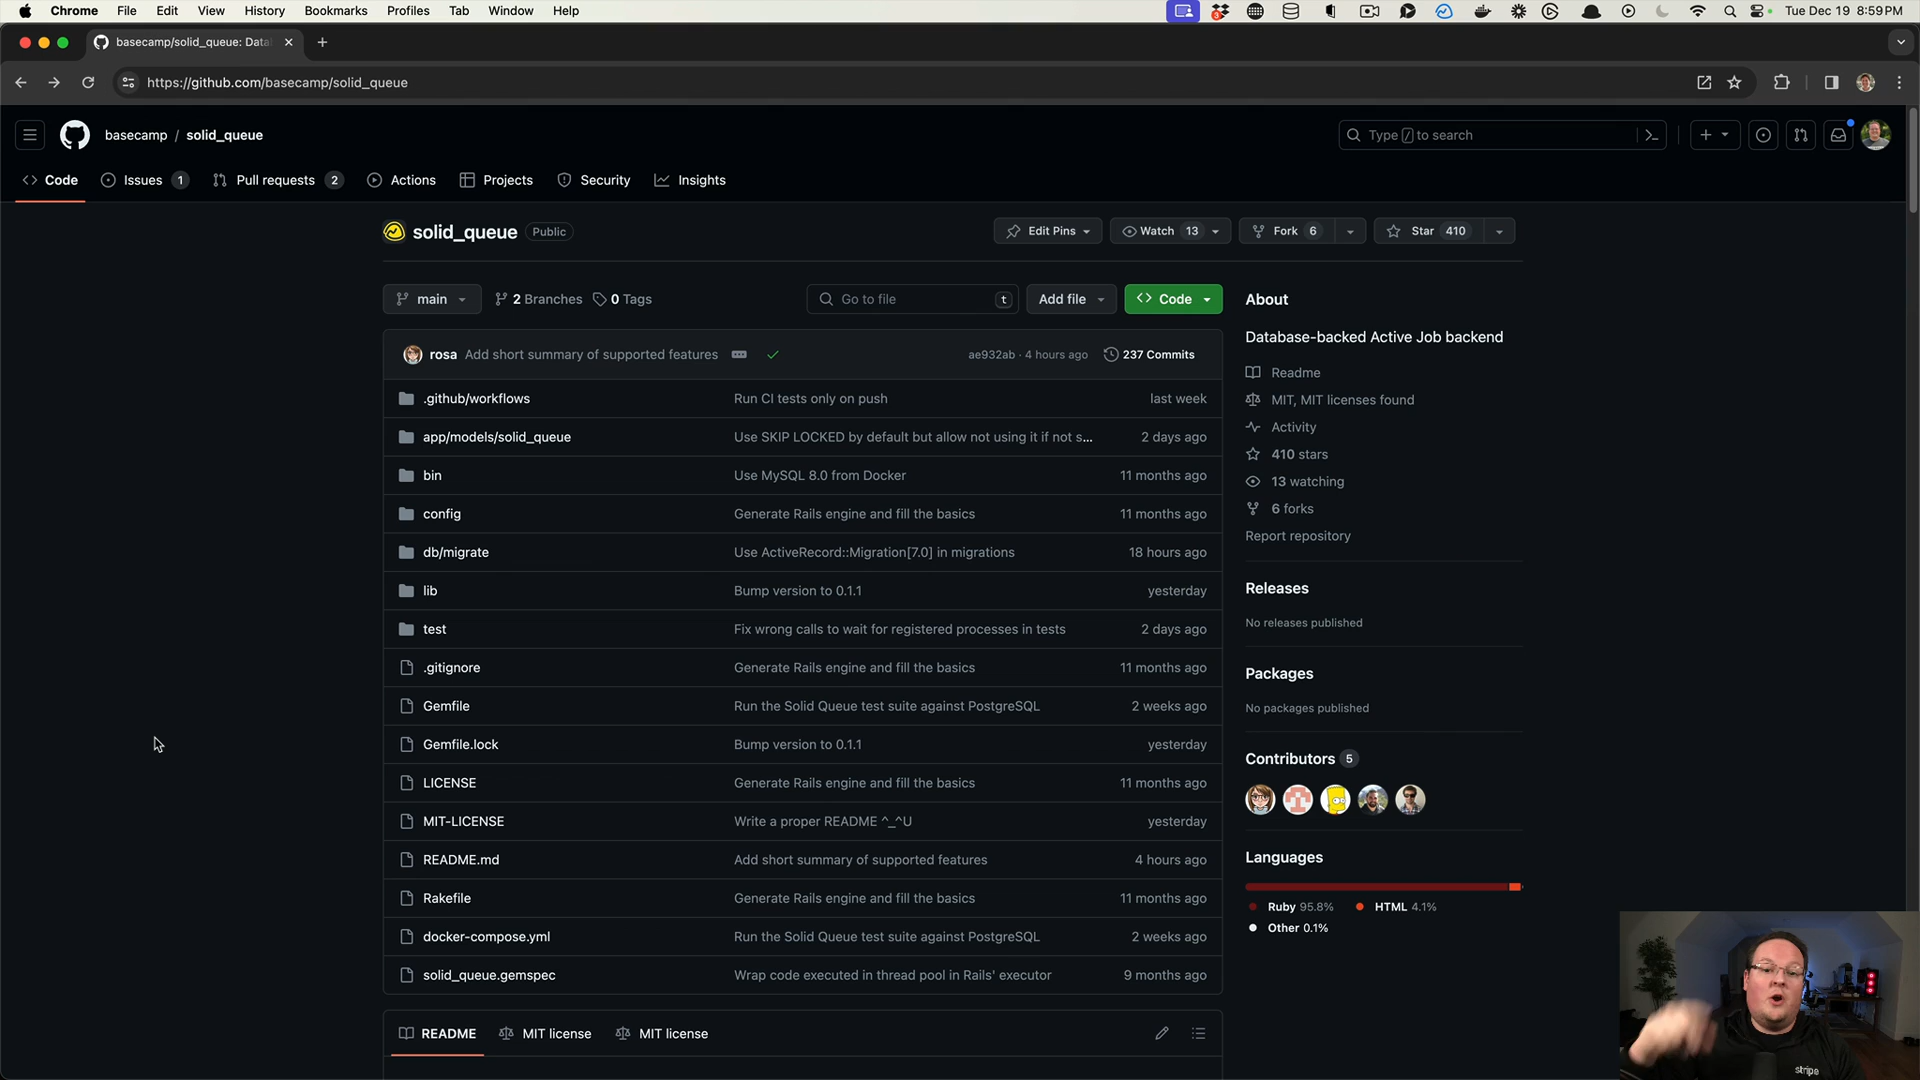 Chrome File Edit View History Bookmarks Profiles Tab Window Help
3
Tue Dec 19 8:59 PM
basecamp/solid_queue: Data
https://github.com/basecamp/solid_queue
basecamp / solid_queue
Type / to search
Code Issues 1 Pull requests 2 Actions Projects Security Insights
solid_queue Public
Edit Pins Watch 13 Fork 6 Star 410
main 2 Branches 0 Tags Go to file t Add file Code
rosa Add short summary of supported features ae932ab · 4 hours ago 237 Commits
.github/workflows Run CI tests only on push last week
app/models/solid_queue Use SKIP LOCKED by default but allow not using it if not s... 2 days ago
bin Use MySQL 8.0 from Docker 11 months ago
config Generate Rails engine and fill the basics 11 months ago
db/migrate Use ActiveRecord::Migration[7.0] in migrations 18 hours ago
lib Bump version to 0.1.1 yesterday
test Fix wrong calls to wait for registered processes in tests 2 days ago
.gitignore Generate Rails engine and fill the basics 11 months ago
Gemfile Run the Solid Queue test suite against PostgreSQL 2 weeks ago
Gemfile.lock Bump version to 0.1.1 yesterday
LICENSE Generate Rails engine and fill the basics 11 months ago
MIT-LICENSE Write a proper README ^_^U yesterday
README.md Add short summary of supported features 4 hours ago
Rakefile Generate Rails engine and fill the basics 11 months ago
docker-compose.yml Run the Solid Queue test suite against PostgreSQL 2 weeks ago
solid_queue.gemspec Wrap code executed in thread pool in Rails' executor 9 months ago
README MIT license MIT license
About
Database-backed Active Job backend
Readme
MIT, MIT licenses found
Activity
410 stars
13 watching
6 forks
Report repository
Releases
No releases published
Packages
No packages published
Contributors 5
Languages
Ruby 95.8% HTML 4.1%
Other 0.1%
stripe